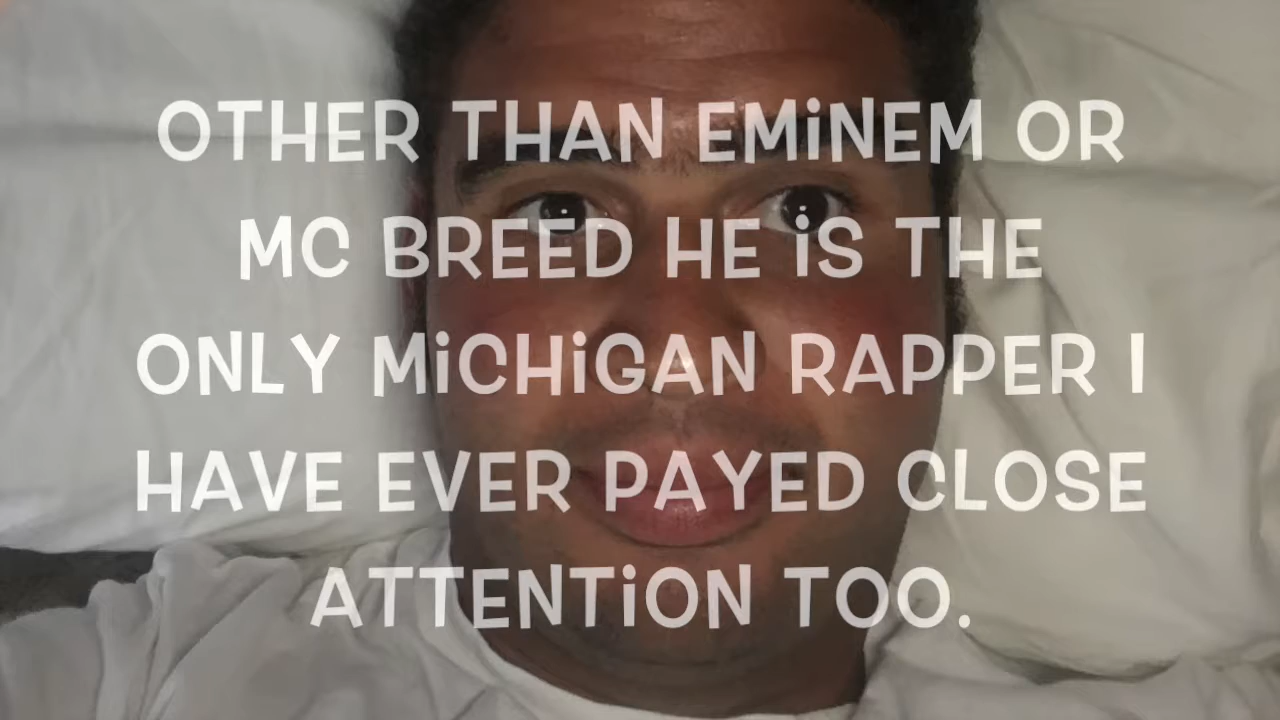 OTHER THAN EMiNEM OR
MC BREED HE iS THE
ONLY MiCHiGAN RAPPER I
HAVE EVER PAYED CLOSE
ATTENTiON TOO.